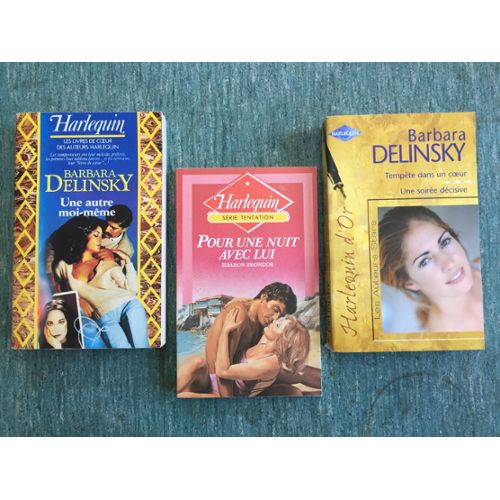 Harlequin
LES LIVRES DE CŒUR
DES AUTEURS HARLEQUIN
BARBARA
DELINSKY
Une autre
moi-même
Harlequin
SÉRIE TENTATION
POUR UNE NUIT
AVEC LUI
SHARON BRONDOS
HARLEQUIN
Barbara
DELINSKY
Tempête dans un cœur
Une soirée décisive
Harlequin d'Or
Les Auteurs Stars